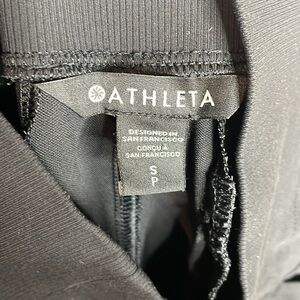 ATHLETA
DESIGNED IN
SAN FRANCISCO
CONÇU À
SAN FRANCISCO
S
P